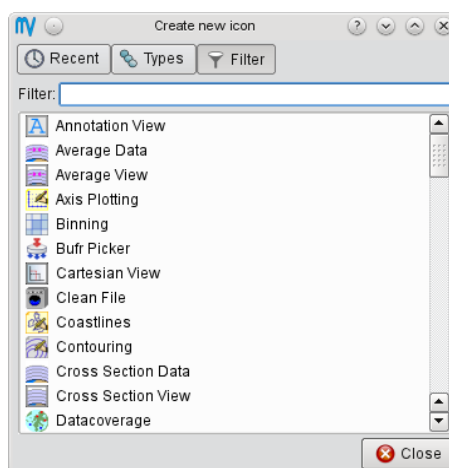 Create new icon
Recent Types Filter
Filter:
Annotation View
Average Data
Average View
Axis Plotting
Binning
Bufr Picker
Cartesian View
Clean File
Coastlines
Contouring
Cross Section Data
Cross Section View
Datacoverage
Close